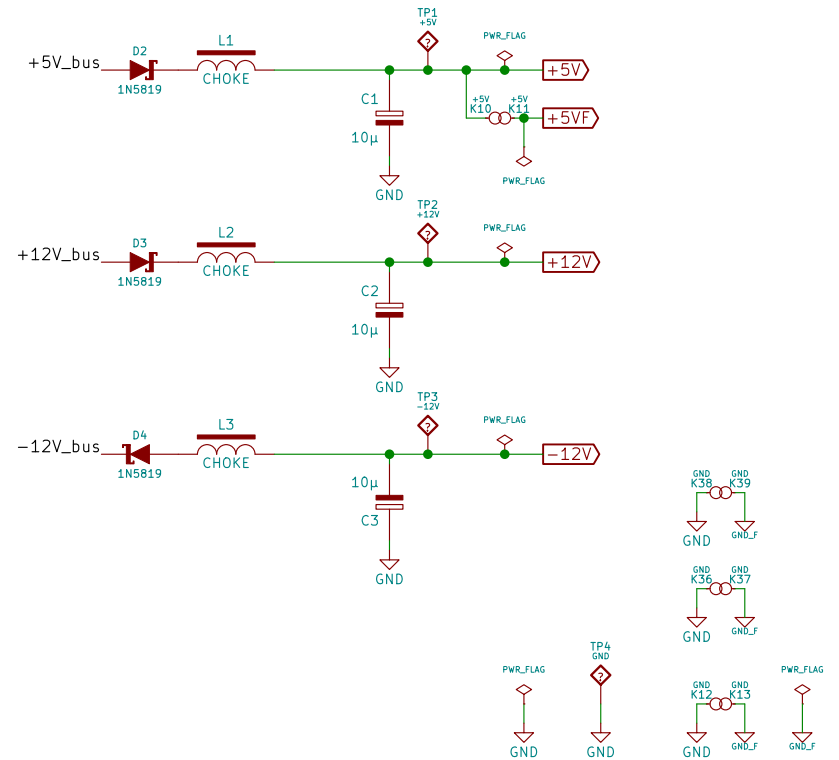 TP1
+5V
PWR_FLAG
D2
L1
+5V_bus
1N5819
CHOKE
+5V
C1
10µ
+5V
+5V
K10
K11
+5VF
PWR_FLAG
GND
TP2
+12V
PWR_FLAG
D3
L2
+12V_bus
1N5819
CHOKE
+12V
C2
10µ
GND
TP3
-12V
PWR_FLAG
D4
L3
-12V_bus
1N5819
CHOKE
-12V
10µ
C3
GND
GND
GND
K38
K39
GND
GND_F
GND
GND
K36
K37
GND
GND_F
PWR_FLAG
GND
TP4
GND
GND
GND
GND
K12
K13
GND
GND_F
PWR_FLAG
GND_F